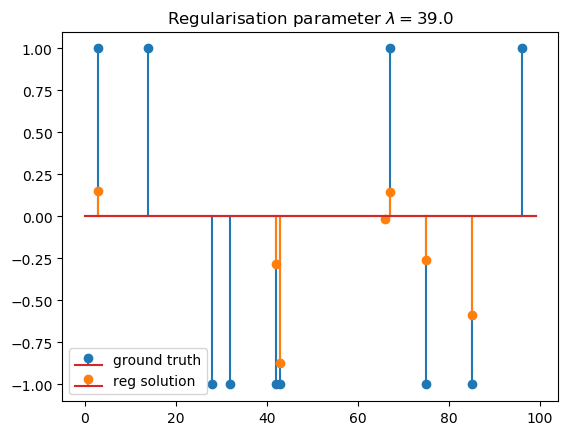 Regularisation parameter λ = 39.0
1.00
0.75
0.50
0.25
0.00
−0.25
−0.50
−0.75
−1.00
ground truth
reg solution
0 20 40 60 80 100